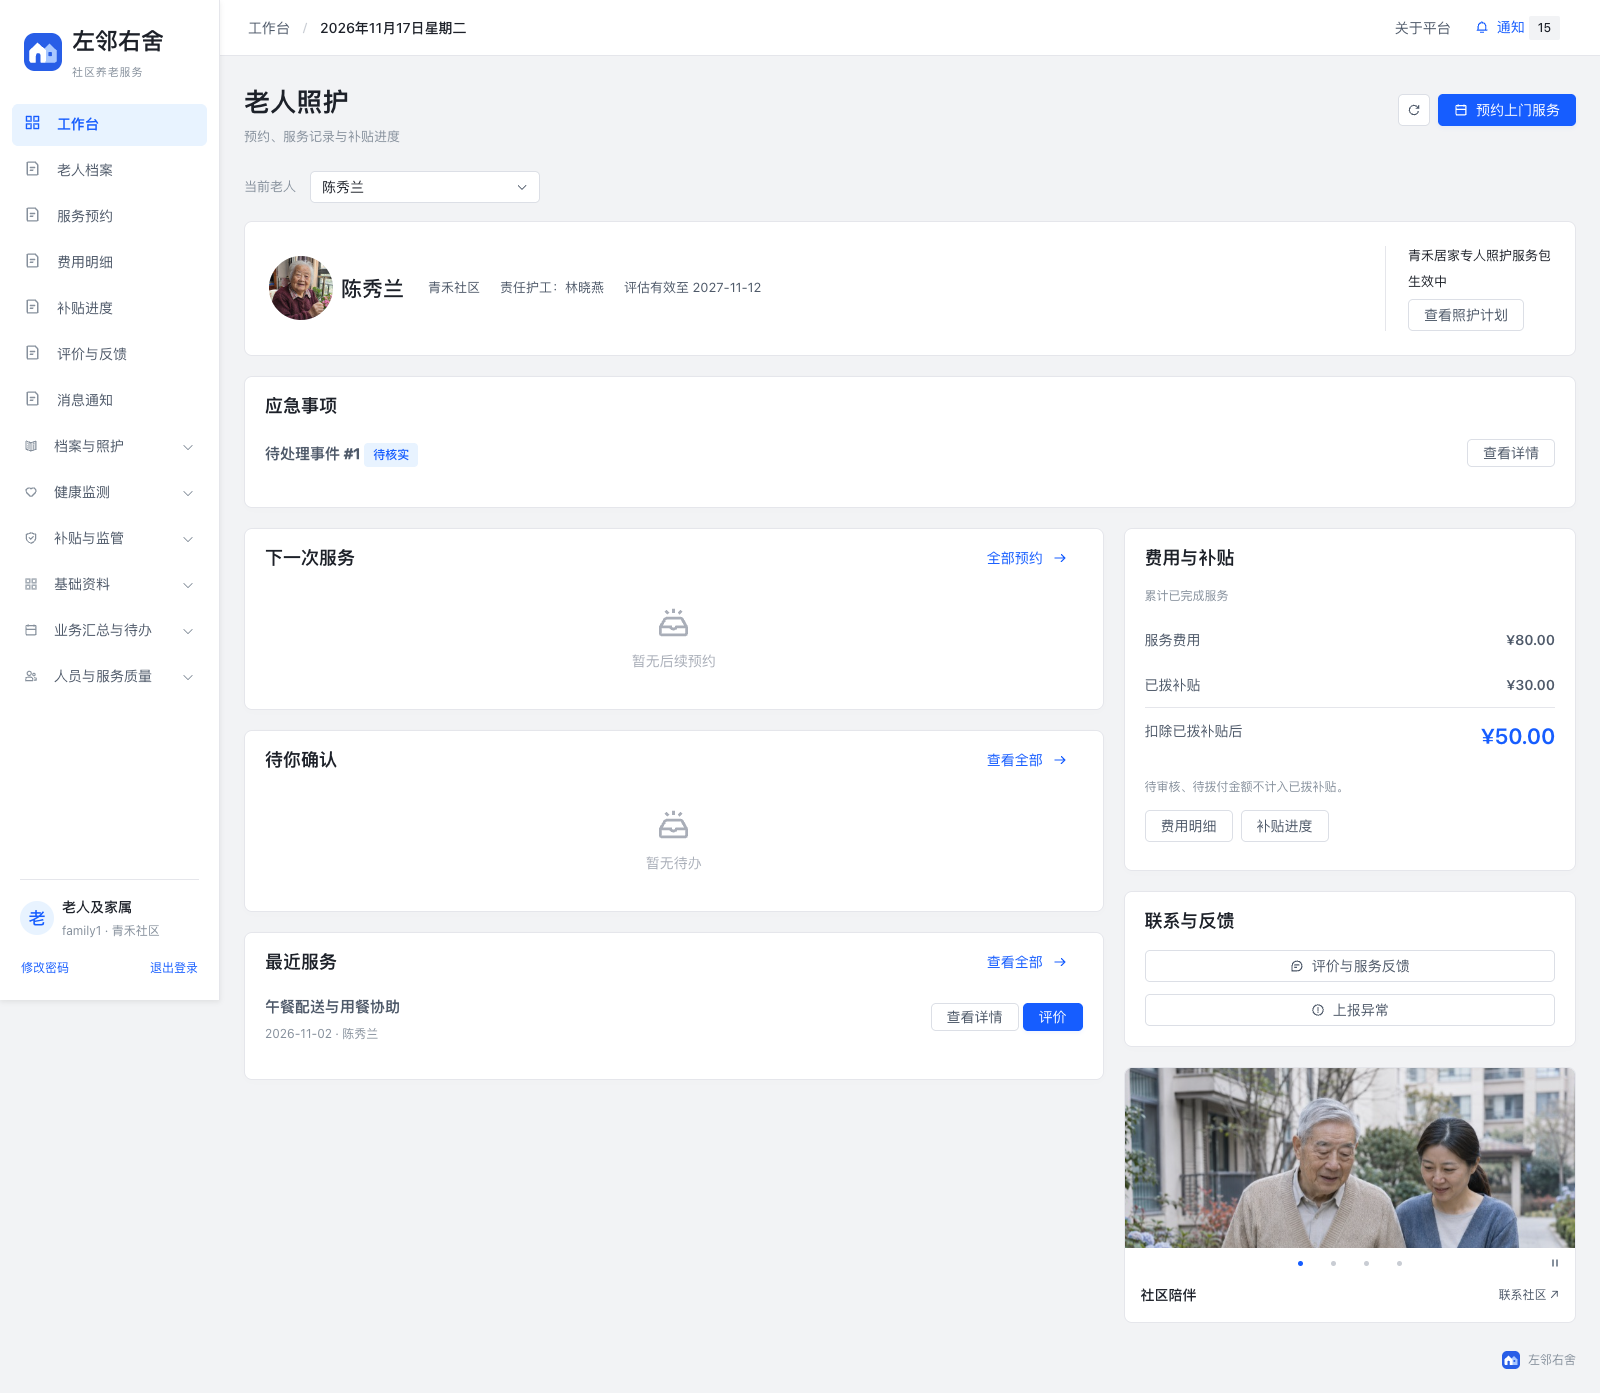 左邻右舍
社区养老服务
工作台
老人档案
服务预约
费用明细
补贴进度
评价与反馈
消息通知
档案与照护
健康监测
补贴与监管
基础资料
业务汇总与待办
人员与服务质量
老
老人及家属
family1 · 青禾社区
修改密码 退出登录
工作台 / 2026年11月17日星期二
关于平台 通知 15
老人照护
预约、服务记录与补贴进度
预约上门服务
当前老人 陈秀兰
陈秀兰 青禾社区 责任护工：林晓燕 评估有效至 2027-11-12
青禾居家专人照护服务包
生效中
查看照护计划
应急事项
待处理事件 #1 待核实
查看详情
下一次服务 全部预约 →
暂无后续预约
待你确认 查看全部 →
暂无待办
最近服务 查看全部 →
午餐配送与用餐协助
2026-11-02 · 陈秀兰
查看详情 评价
费用与补贴
累计已完成服务
服务费用 ¥80.00
已拨补贴 ¥30.00
扣除已拨补贴后 ¥50.00
待审核、待拨付金额不计入已拨补贴。
费用明细 补贴进度
联系与反馈
评价与服务反馈
上报异常
社区陪伴 联系社区 ↗
左邻右舍